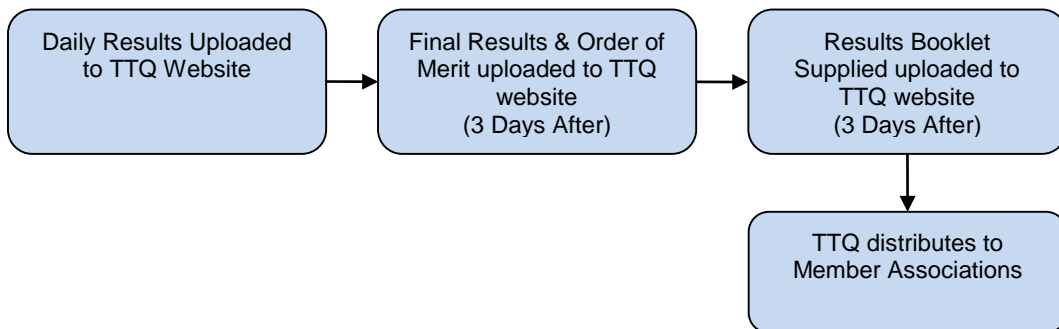 Daily Results Uploaded
to TTQ Website
Final Results & Order of
Merit uploaded to TTQ
website
(3 Days After)
Results Booklet
Supplied uploaded to
TTQ website
(3 Days After)
TTQ distributes to
Member Associations